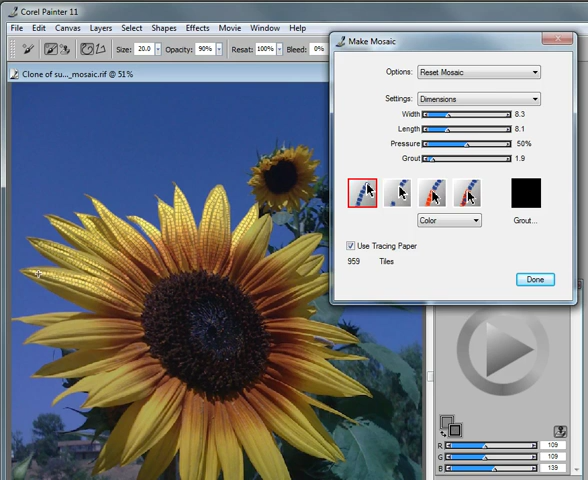 Corel Painter 11
File Edit Canvas Layers Select Shapes Effects Movie Window Help
Size: 20.0 Opacity: 90% Resat: 100% Bleed: 0%
Clone of su..._mosaic.rif @ 51%
Make Mosaic
Options: Reset Mosaic
Settings: Dimensions
Width 8.3
Length 8.1
Pressure 50%
Grout 1.9
Color Grout...
Use Tracing Paper
959 Tiles
Done
R 109
G 109
B 139